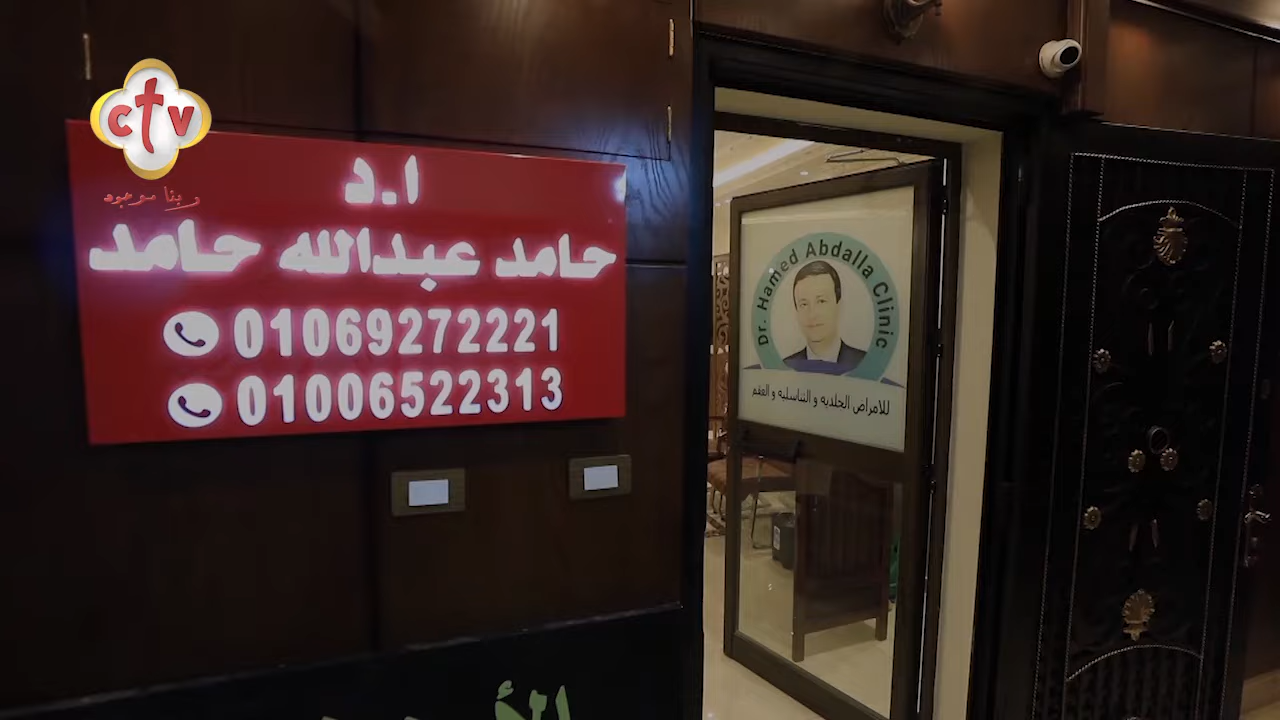 ctv
ربنا موجود
ا.د
حامد عبدالله حامد
01069272221
01006522313
Dr. Hamed Abdalla Clinic
للامراض الجلديه و التناسليه و العقم